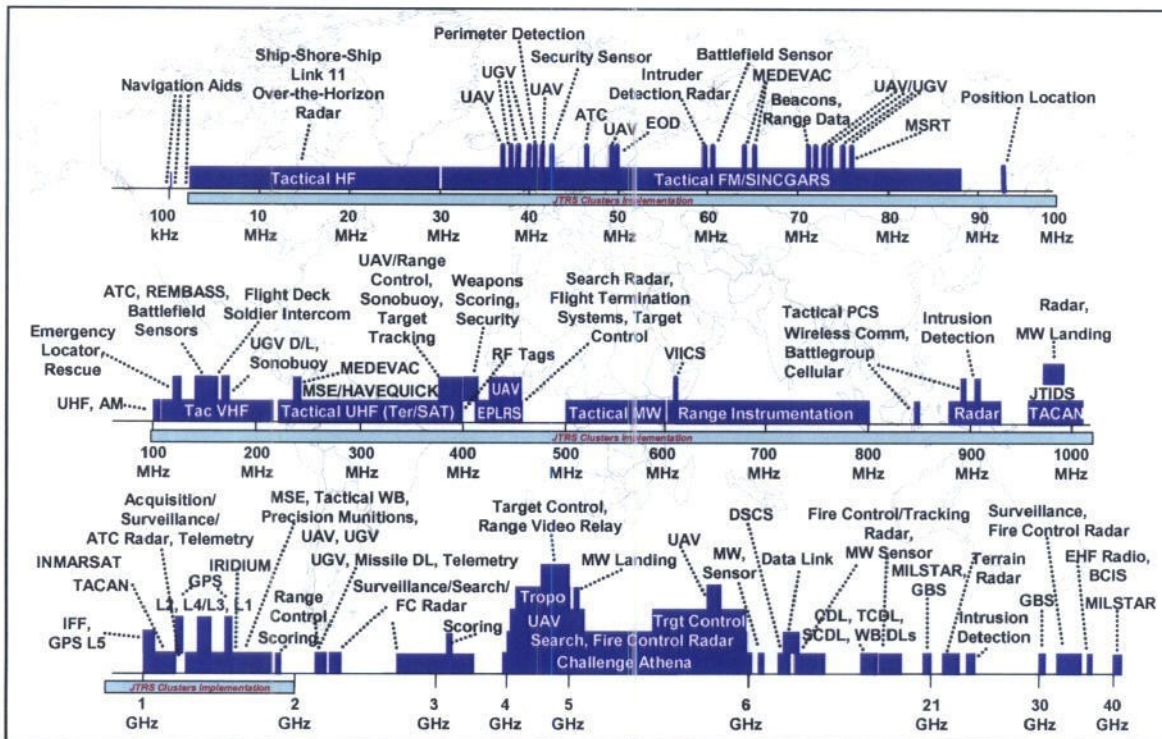 Perimeter Detection
Ship-Shore-Ship
Link 11
Over-the-Horizon
Radar
Navigation Aids
UGV
UAV
UAV
Security Sensor
ATC
UAV
EOD
Intruder
Detection Radar
Battlefield Sensor
MEDEVAC
Beacons,
Range Data
UAV/UGV
MSRT
Position Location
Tactical HF
Tactical FM/SINCGARS
JTRS Clusters Implementation
100 kHz
10 MHz
20 MHz
30 MHz
40 MHz
50 MHz
60 MHz
70 MHz
80 MHz
90 MHz
100 MHz
UHF, AM
Emergency
Locator,
Rescue
ATC, REMBASS,
Battlefield
Sensors
Flight Deck
Soldier Intercom
UGV D/L,
Sonobuoy
MEDEVAC
UAV/Range
Control,
Sonobuoy,
Target
Tracking
Weapons
Scoring,
Security
RF Tags
Search Radar,
Flight Termination
Systems, Target
Control
VIICS
Tactical PCS
Wireless Comm,
Battlegroup
Cellular
Intrusion
Detection
Radar,
MW Landing
Tac VHF
MSE/HAVEQUICK
Tactical UHF (Ter/SAT)
UAV
EPLRS
Tactical MW
Range Instrumentation
Radar
JTIDS
TACAN
JTRS Clusters Implementation
100 MHz
200 MHz
300 MHz
400 MHz
500 MHz
600 MHz
700 MHz
800 MHz
900 MHz
1000 MHz
IFF,
GPS L5
TACAN
INMARSAT
Acquisition/
Surveillance/
ATC Radar, Telemetry
GPS
L2, L4/L3, L1
IRIDIUM
MSE, Tactical WB,
Precision Munitions,
UAV, UGV
Range
Control
Scoring
UGV, Missile DL, Telemetry
Surveillance/Search/
FC Radar
Scoring
Target Control,
Range Video Relay
MW Landing
Tropo
UAV
Search, Fire Control Radar
Challenge Athena
UAV
Trgt Control
MW,
Sensor
DSCS
Data Link
Fire Control/Tracking
Radar,
MW Sensor
CDL, TCDL,
SCDL, WB DLs
MILSTAR,
GBS
Terrain
Radar
Intrusion
Detection
Surveillance,
Fire Control Radar
GBS
EHF Radio,
BCIS
MILSTAR
JTRS Clusters Implementation
1 GHz
2 GHz
3 GHz
4 GHz
5 GHz
6 GHz
21 GHz
30 GHz
40 GHz